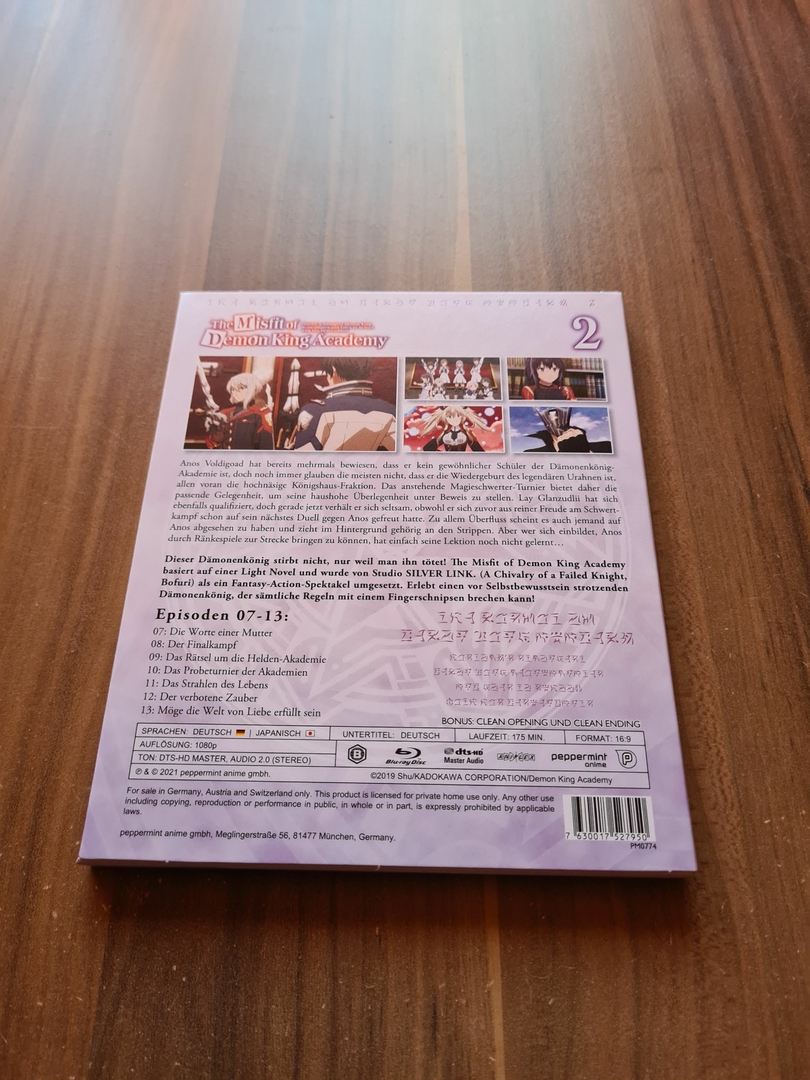 The Misfit of
Demon King Academy
2
Anos Voldigoad hat bereits mehrmals bewiesen, dass er kein gewöhnlicher Schüler der Dämonenkönig-
Akademie ist, doch noch immer glauben die meisten nicht, dass er die Wiedergeburt des legendären Urahnen ist,
allen voran die hochnäsige Königshaus-Fraktion. Das anstehende Magieschwerter-Turnier bietet daher die
passende Gelegenheit, um seine haushohe Überlegenheit unter Beweis zu stellen. Lay Glanzudlii hat sich
ebenfalls qualifiziert, doch gerade jetzt verhält er sich seltsam, obwohl er sich zuvor aus reiner Freude am Schwert-
kampf schon auf sein nächstes Duell gegen Anos gefreut hatte. Zu allem Überfluss scheint es auch jemand auf
Anos abgesehen zu haben und zieht im Hintergrund gehörig an den Strippen. Aber wer sich einbildet, Anos
durch Ränkespiele zur Strecke bringen zu können, hat einfach seine Lektion noch nicht gelernt…
Dieser Dämonenkönig stirbt nicht, nur weil man ihn tötet! The Misfit of Demon King Academy
basiert auf einer Light Novel und wurde von Studio SILVER LINK. (A Chivalry of a Failed Knight,
Bofuri) als ein Fantasy-Action-Spektakel umgesetzt. Erlebt einen vor Selbstbewusstsein strotzenden
Dämonenkönig, der sämtliche Regeln mit einem Fingerschnipsen brechen kann!
Episoden 07-13:
07: Die Worte einer Mutter
08: Der Finalkampf
09: Das Rätsel um die Helden-Akademie
10: Das Probeturnier der Akademien
11: Das Strahlen des Lebens
12: Der verbotene Zauber
13: Möge die Welt von Liebe erfüllt sein
BONUS: CLEAN OPENING UND CLEAN ENDING
SPRACHEN: DEUTSCH | JAPANISCH
UNTERTITEL: DEUTSCH
LAUFZEIT: 175 MIN.
FORMAT: 16:9
AUFLÖSUNG: 1080p
TON: DTS-HD MASTER, AUDIO 2.0 (STEREO)
B
Blu-ray Disc
dts-HD
Master Audio
peppermint
anime
℗ & © 2021 peppermint anime gmbh.
©2019 Shu/KADOKAWA CORPORATION/Demon King Academy
For sale in Germany, Austria and Switzerland only. This product is licensed for private home use only. Any other use
including copying, reproduction or performance in public, in whole or in part, is expressly prohibited by applicable
laws.
peppermint anime gmbh, Meglingerstraße 56, 81477 München, Germany.
7 630017 527950
PM0774